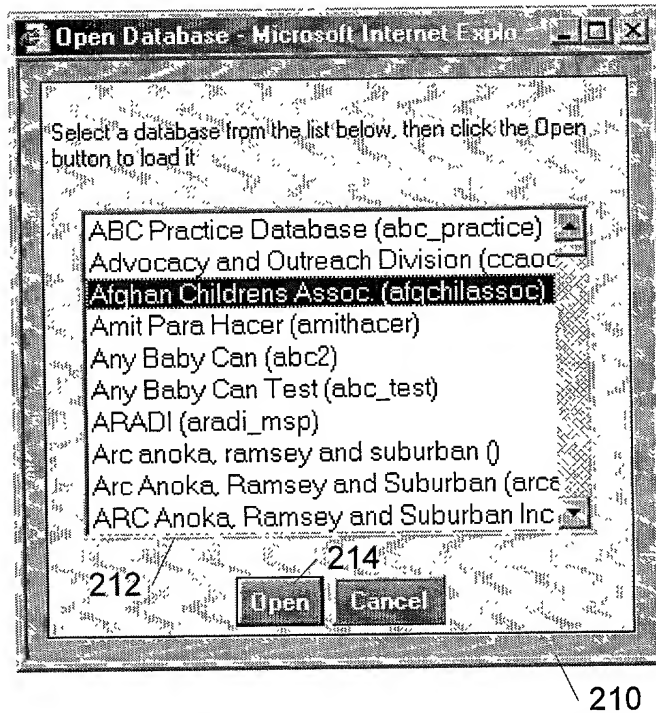 Open Database - Microsoft Internet Explo
Select a database from the list below, then click the Open
button to load it
ABC Practice Database (abc_practice)
Advocacy and Outreach Division (ccaoc
Afghan Childrens Assoc. (afgchilassoc)
Amit Para Hacer (amithacer)
Any Baby Can (abc2)
Any Baby Can Test (abc_test)
ARADI (aradi_msp)
Arc anoka, ramsey and suburban ()
Arc Anoka, Ramsey and Suburban (arca
ARC Anoka, Ramsey and Suburban Inc
212
214
Open Cancel
210